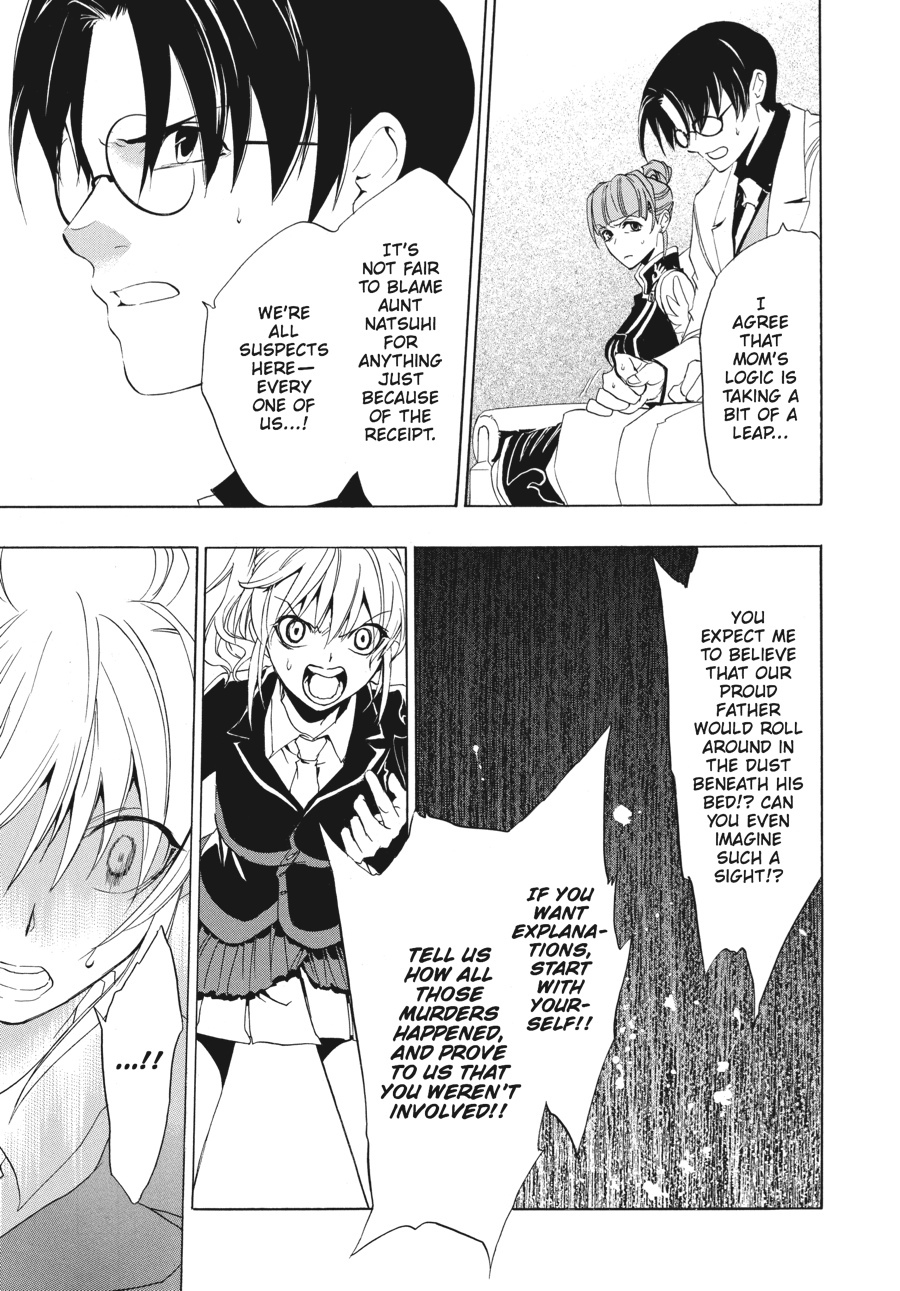 I
AGREE
THAT
MOM'S
LOGIC IS
TAKING A
BIT OF A
LEAP...
IT'S
NOT FAIR
TO BLAME
AUNT
NATSUHI
FOR
ANYTHING
JUST
BECAUSE
OF THE
RECEIPT.
WE'RE
ALL
SUSPECTS
HERE—
EVERY
ONE OF
US...!
YOU
EXPECT ME
TO BELIEVE
THAT OUR
PROUD
FATHER
WOULD ROLL
AROUND IN
THE DUST
BENEATH HIS
BED!? CAN
YOU EVEN
IMAGINE
SUCH A
SIGHT!?
IF YOU
WANT
EXPLANA-
TIONS,
START
WITH
YOUR-
SELF!!
TELL US
HOW ALL
THOSE
MURDERS
HAPPENED,
AND PROVE
TO US THAT
YOU WEREN'T
INVOLVED!!
...!!